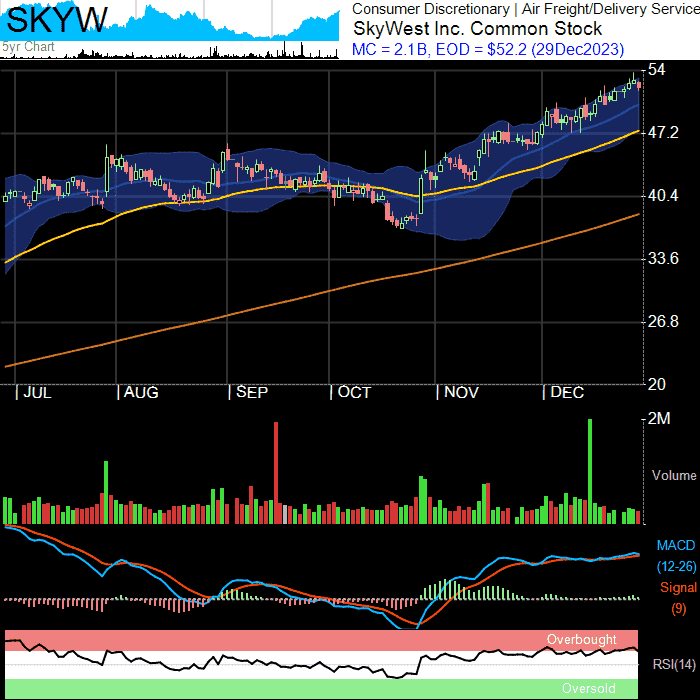 SKYW
5yr Chart
Consumer Discretionary | Air Freight/Delivery Service
SkyWest Inc. Common Stock
MC = 2.1B, EOD = $52.2 (29Dec2023)
54
47.2
40.4
33.6
26.8
20
| JUL | AUG | SEP | OCT | NOV | DEC
2M
Volume
MACD
(12-26)
Signal
(9)
Overbought
RSI(14)
Oversold